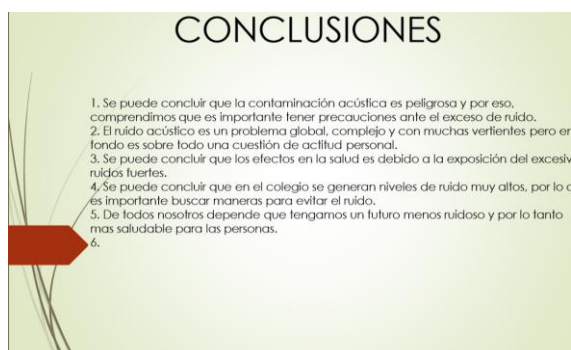 CONCLUSIONES
1. Se puede concluir que la contaminación acústica es peligrosa y por eso,
comprendimos que es importante tener precauciones ante el exceso de ruido.
2. El ruido acústico es un problema global, complejo y con muchas vertientes pero en
fondo es sobre todo una cuestión de actitud personal.
3. Se puede concluir que los efectos en la salud es debido a la exposición del
ruidos fuertes.
4. Se puede concluir que en el colegio se generan niveles de ruido muy altos, por lo
es importante buscar maneras para evitar el ruido.
5. De todos nosotros depende que tengamos un futuro menos ruidoso y por lo tanto
mas saludable para las personas.
6.